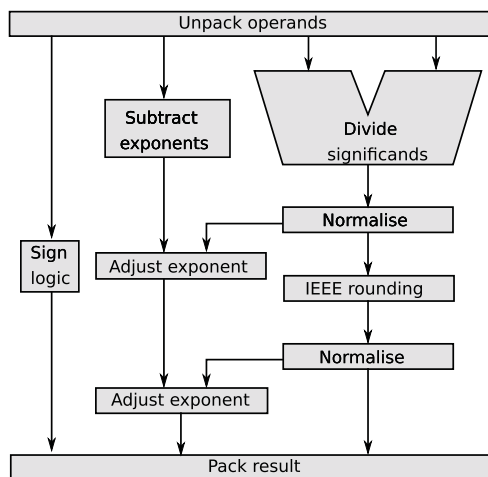 Unpack operands
Subtract
exponents
Divide
significands
Normalise
Sign
logic
Adjust exponent
IEEE rounding
Normalise
Adjust exponent
Pack result